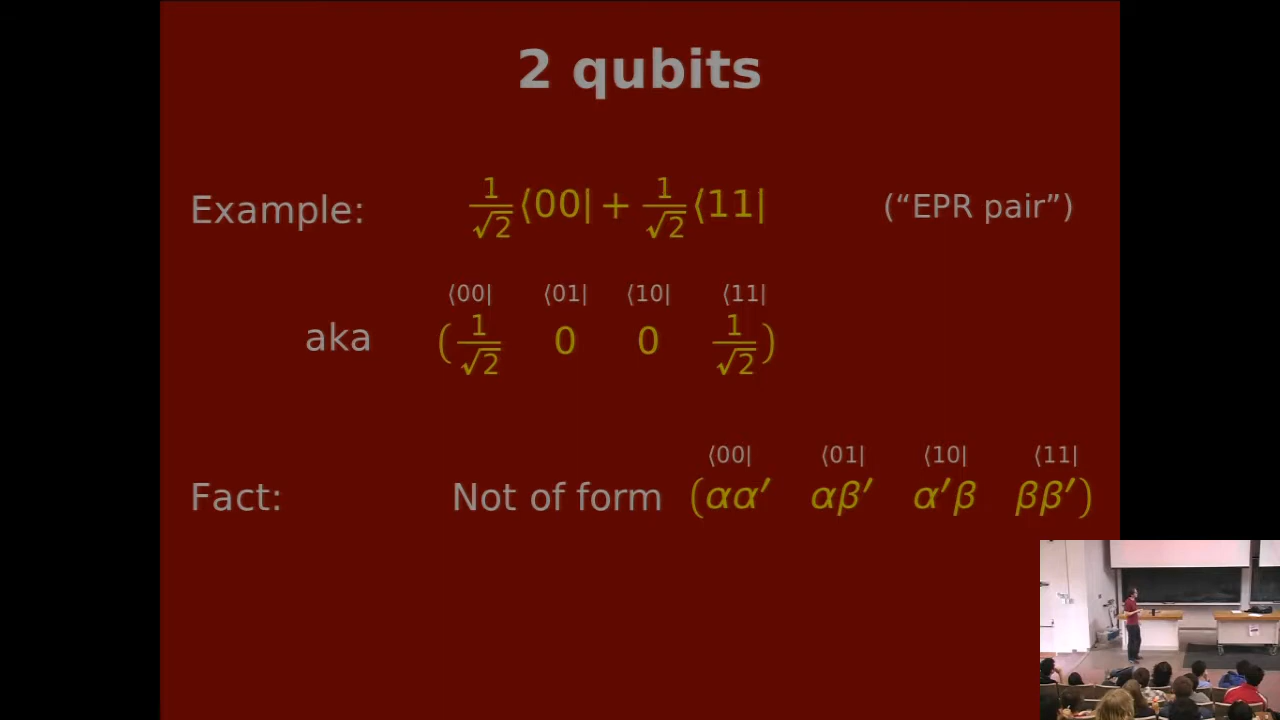 2 qubits
Example: 1/√2 ⟨00| + 1/√2 ⟨11| (“EPR pair”)
⟨00| ⟨01| ⟨10| ⟨11|
aka (1/√2 0 0 1/√2)
⟨00| ⟨01| ⟨10| ⟨11|
Fact: Not of form (αα′ αβ′ α′β ββ′)